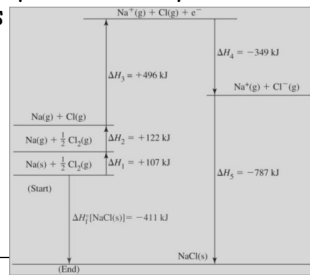 s
Na⁺(g) + Cl(g) + e⁻
ΔH₄ = −349 kJ
ΔH₃ = +496 kJ
Na⁺(g) + Cl⁻(g)
Na(g) + Cl(g)
Na(g) + ½ Cl₂(g) ΔH₂ = +122 kJ
Na(s) + ½ Cl₂(g) ΔH₁ = +107 kJ
ΔH₅ = −787 kJ
(Start)
ΔH°f[NaCl(s)]= −411 kJ
NaCl(s)
(End)